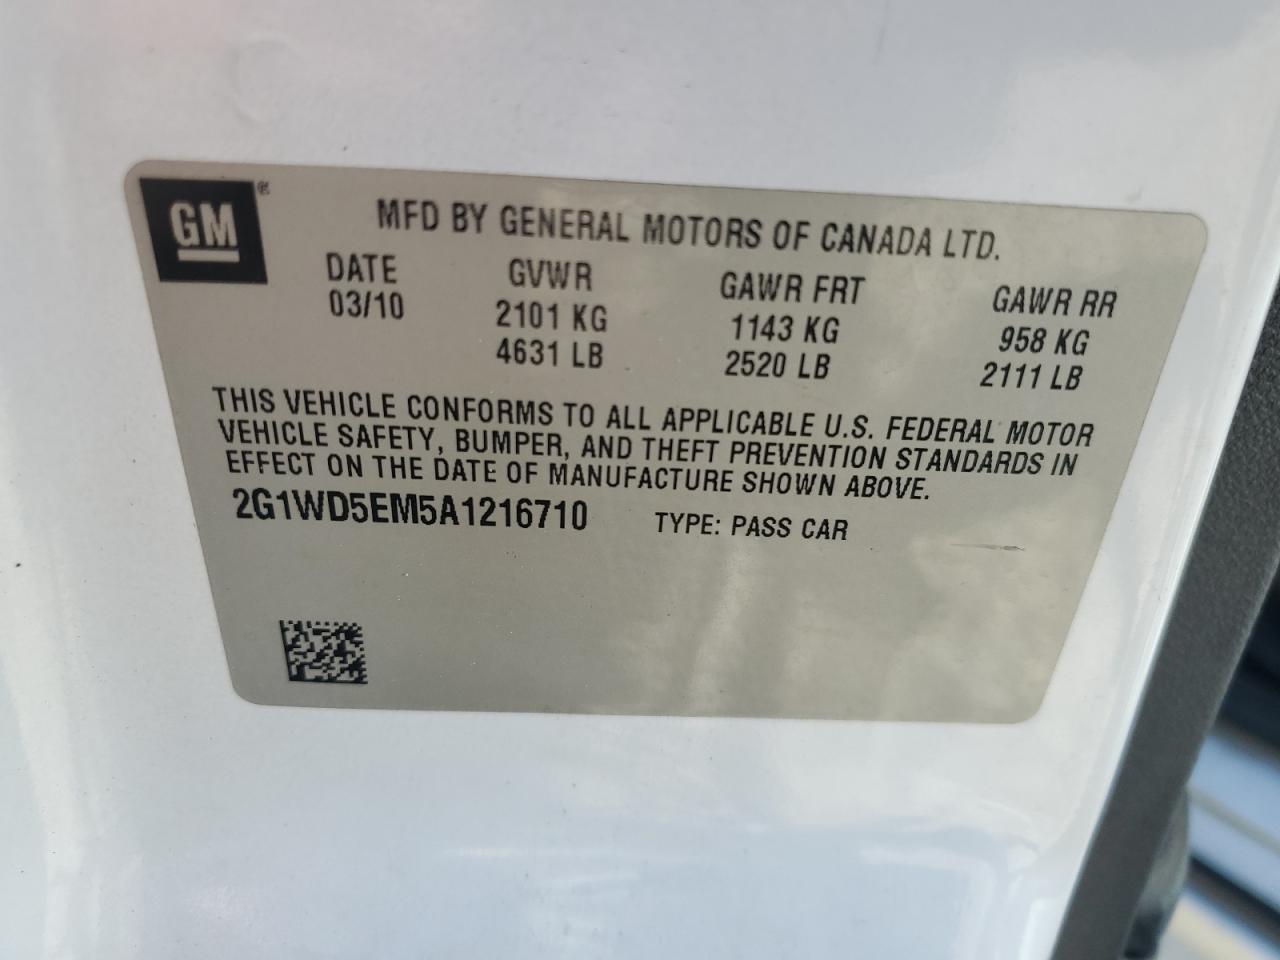 GM ®
MFD BY GENERAL MOTORS OF CANADA LTD.
DATE GVWR GAWR FRT GAWR RR
03/10 2101 KG 1143 KG 958 KG
4631 LB 2520 LB 2111 LB
THIS VEHICLE CONFORMS TO ALL APPLICABLE U.S. FEDERAL MOTOR
VEHICLE SAFETY, BUMPER, AND THEFT PREVENTION STANDARDS IN
EFFECT ON THE DATE OF MANUFACTURE SHOWN ABOVE.
2G1WD5EM5A1216710 TYPE: PASS CAR